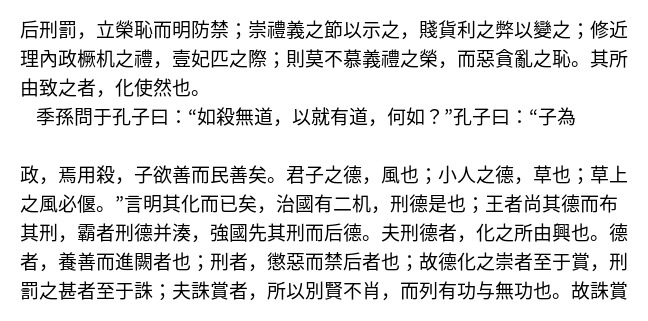 后刑罰，立榮恥而明防禁；崇禮義之節以示之，賤貨利之弊以變之；修近
理內政橛机之禮，壹妃匹之際；則莫不慕義禮之榮，而惡貪亂之恥。其所
由致之者，化使然也。
季孫問于孔子曰：“如殺無道，以就有道，何如？”孔子曰：“子為
政，焉用殺，子欲善而民善矣。君子之德，風也；小人之德，草也；草上
之風必偃。”言明其化而已矣，治國有二机，刑德是也；王者尚其德而布
其刑，霸者刑德并湊，強國先其刑而后德。夫刑德者，化之所由興也。德
者，養善而進闕者也；刑者，懲惡而禁后者也；故德化之崇者至于賞，刑
罰之甚者至于誅；夫誅賞者，所以別賢不肖，而列有功与無功也。故誅賞